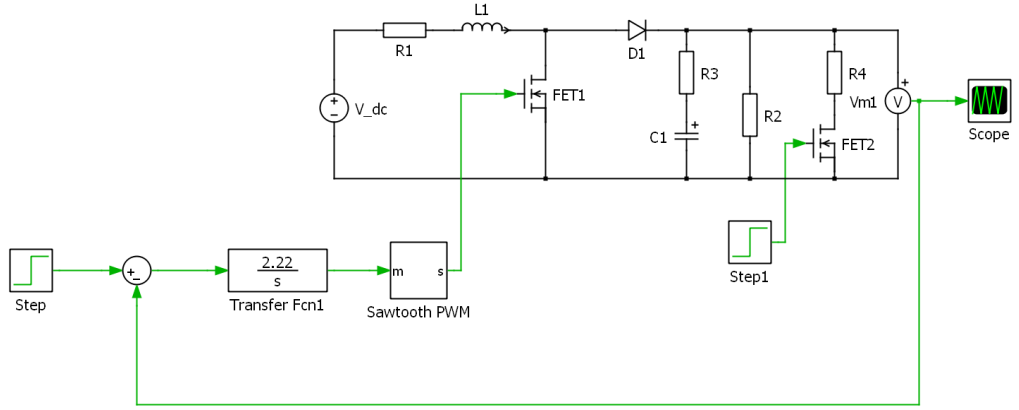 L1
R1
D1
R3
R4
V_dc
FET1
Vm1
V
Scope
C1
R2
FET2
Step
2.22
s
Transfer Fcn1
m
s
Sawtooth PWM
Step1